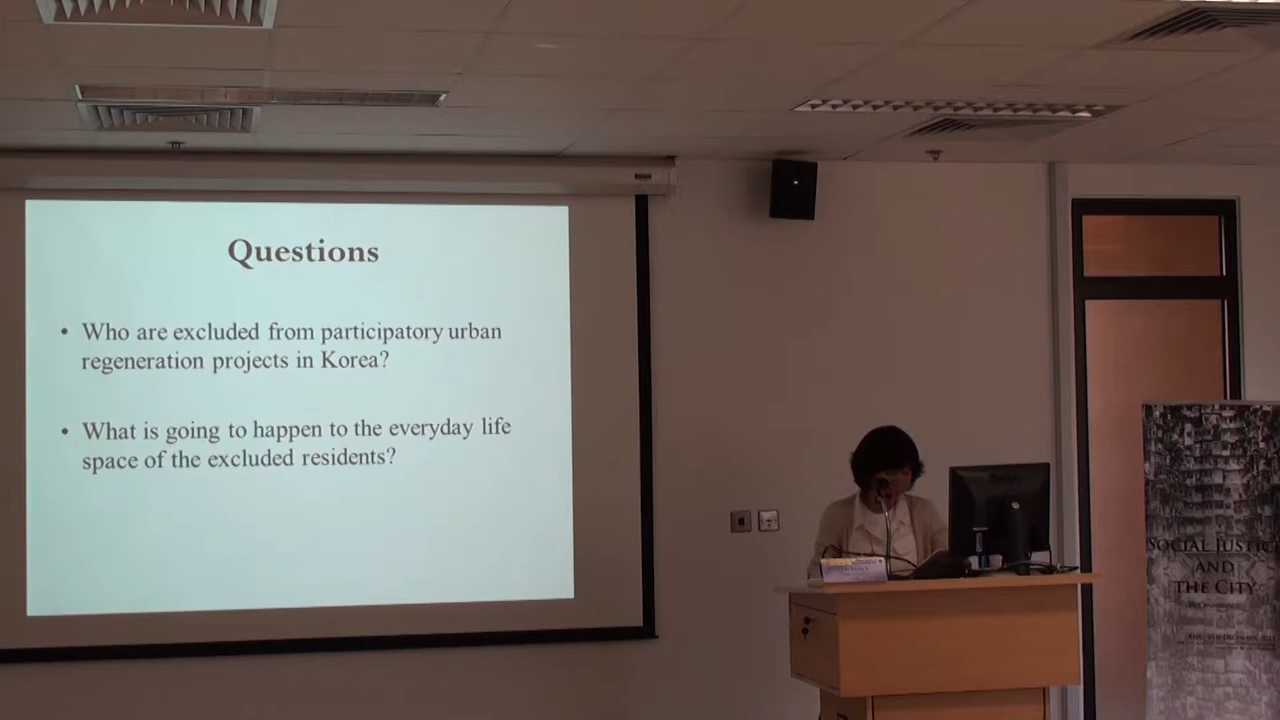 Questions
• Who are excluded from participatory urban
regeneration projects in Korea?
• What is going to happen to the everyday life
space of the excluded residents?
SOCIAL JUSTIC
AND
THE CITY